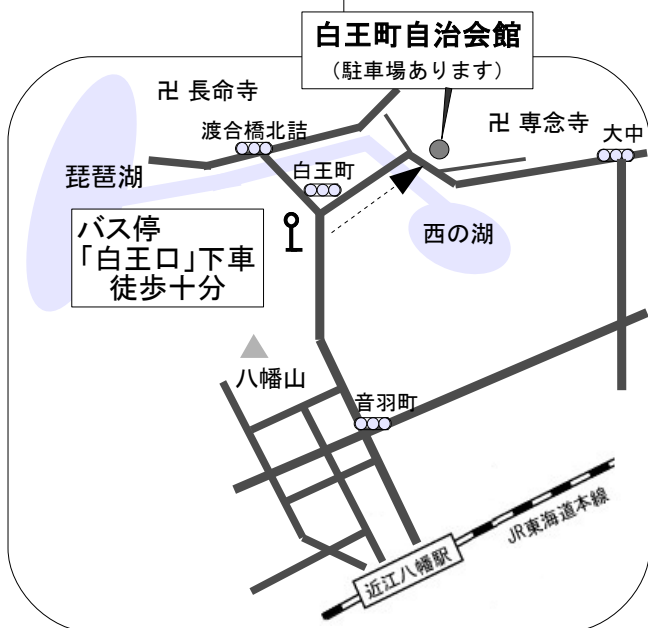 白王町自治会館
（駐車場あります）
卍 長命寺
渡合橋北詰
卍 専念寺
大中
琵琶湖
白王町
バス停
「白王口」下車
徒歩十分
西の湖
八幡山
音羽町
JR東海道本線
近江八幡駅